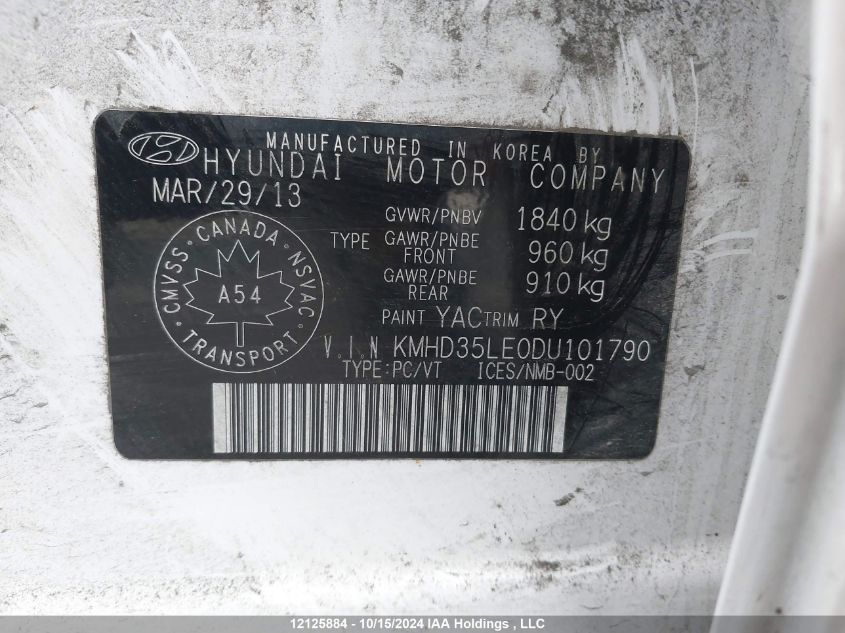 MANUFACTURED IN KOREA BY
HYUNDAI MOTOR COMPANY
MAR/29/13
GVWR/PNBV 1840 kg
TYPE GAWR/PNBE FRONT 960 kg
GAWR/PNBE REAR 910 kg
CMVSS · CANADA · NSVAC
A54
TRANSPORT
PAINT YAC TRIM RY
V.I.N KMHD35LE0DU101790
TYPE:PC/VT ICES/NMB-002
12125884 - 10/15/2024 IAA Holdings , LLC